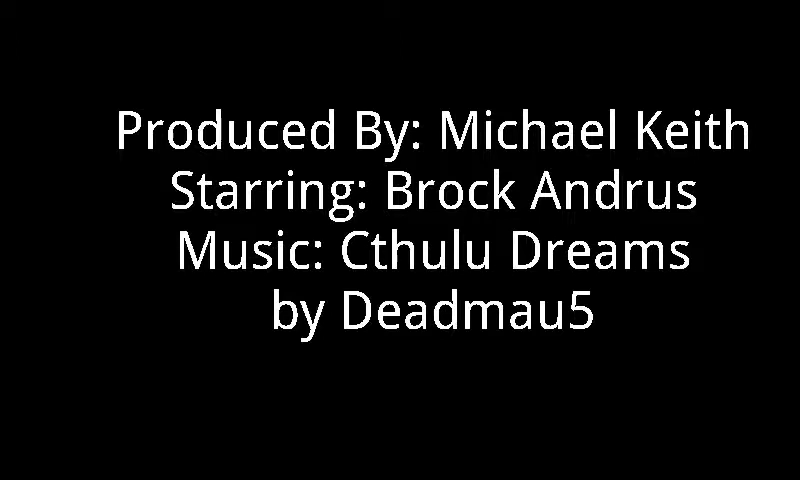 Produced By: Michael Keith
Starring: Brock Andrus
Music: Cthulu Dreams
by Deadmau5